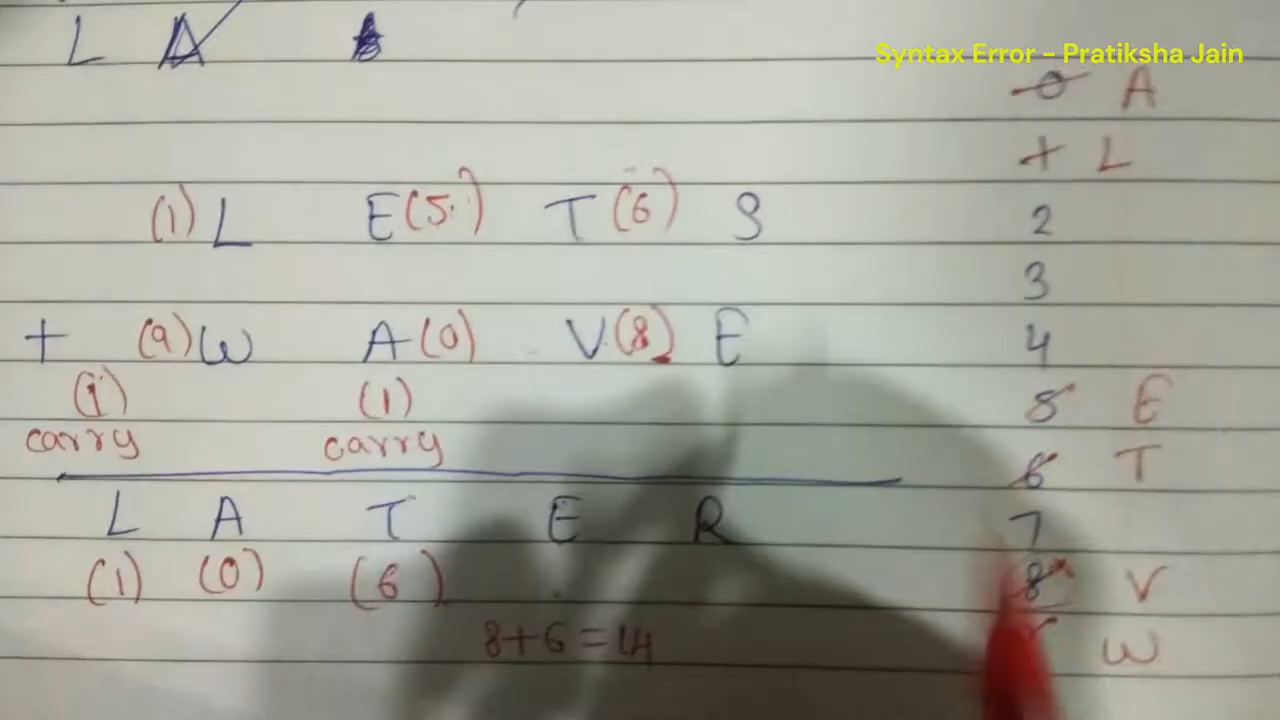 L A
Syntax Error - Pratiksha Jain
0 A
1 L
(1) L E(5) T(6) S 2
3
+ (9) W A(0) V(8) E 4
(1) (1) 5 E
carry carry 6 T
L A T E R 7
(1) (0) (6) 8 V
8+6=14 W